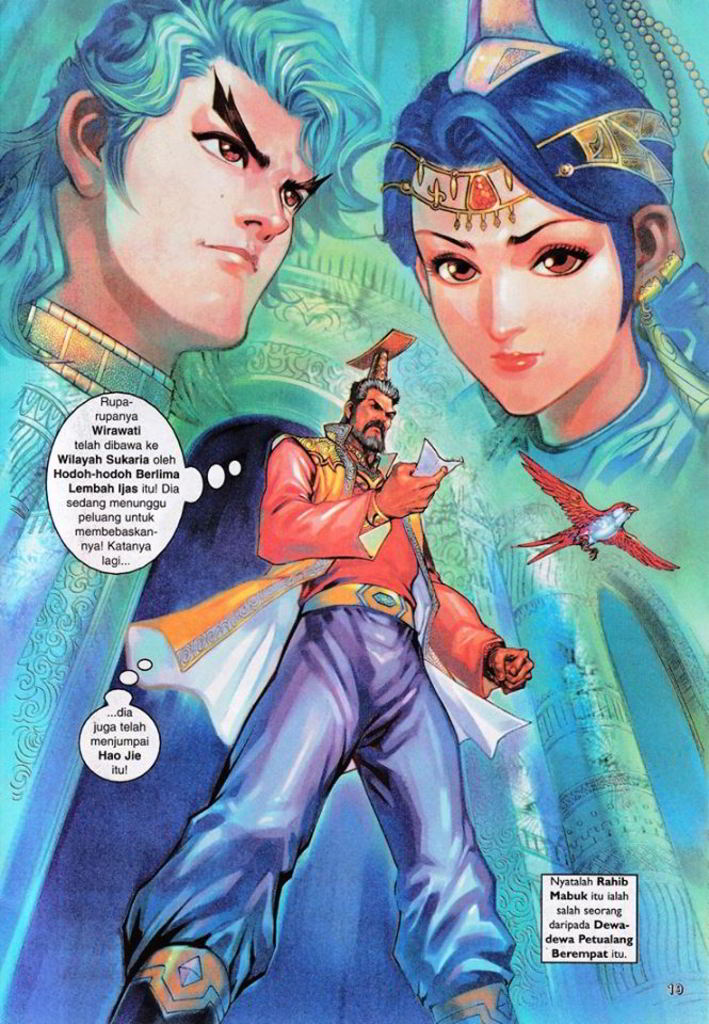 Rupa-
rupanya
Wirawati
telah dibawa ke
Wilayah Sukaria oleh
Hodoh-hodoh Berlima
Lembah Ijas itu! Dia
sedang menunggu
peluang untuk
membebaskan-
nya! Katanya
lagi...
...dia
juga telah
menjumpai
Hao Jie
itu!
Nyatalah Rahib
Mabuk itu ialah
salah seorang
daripada Dewa-
dewa Petualang
Berempat itu.
19